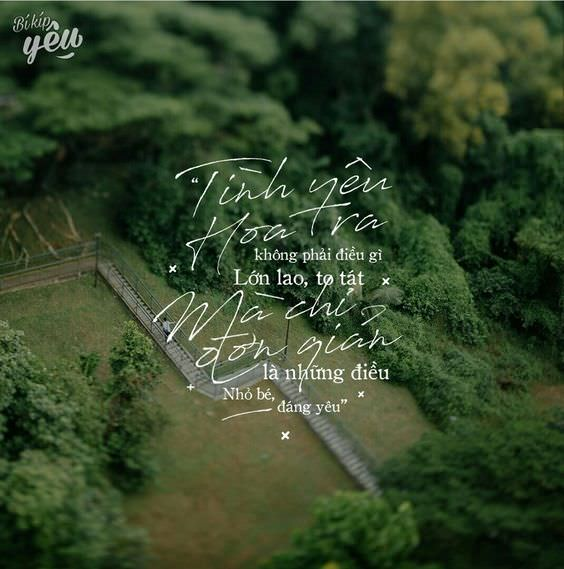 Bí kíp
yêu
“Tình yêu
Hoa Tra
không phải điều gì
Lớn lao, to tát
Mà chỉ
đơn giản
là những điều
Nhỏ bé,
đáng yêu”